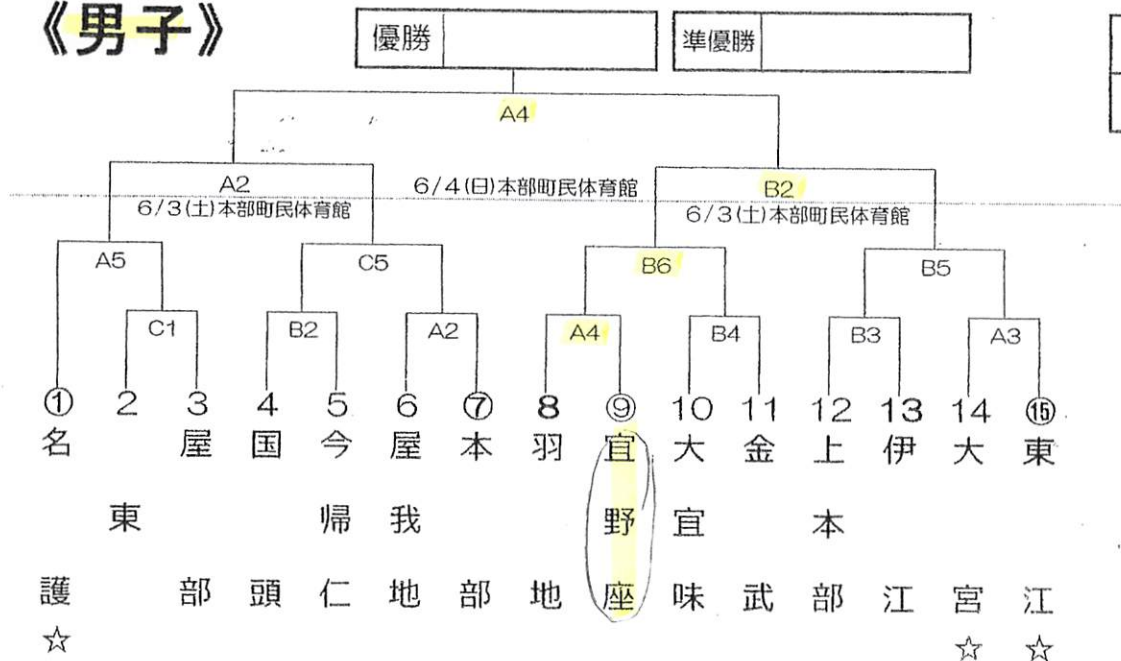 《男子》
優勝
準優勝
A4
A2
6/4(日)本部町民体育館
B2
6/3(土)本部町民体育館
6/3(土)本部町民体育館
A5
C5
B6
B5
C1
B2
A2
A4
B4
B3
A3
① 2 3 4 5 6 ⑦ 8 ⑨ 10 11 12 13 14 ⑮
名護☆
東
屋部
国頭
今帰仁
屋我地
本部
羽地
宜野座
大宜味
金武
上本部
伊江
大宮☆
東江☆